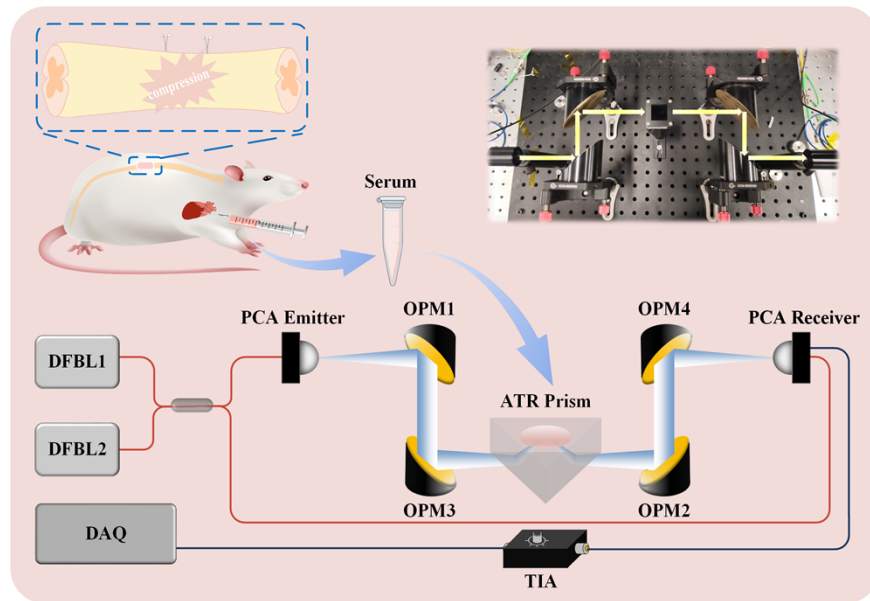 compression
Serum
OPM1
OPM4
PCA Emitter
PCA Receiver
DFBL1
ATR Prism
DFBL2
OPM3
OPM2
DAQ
TIA